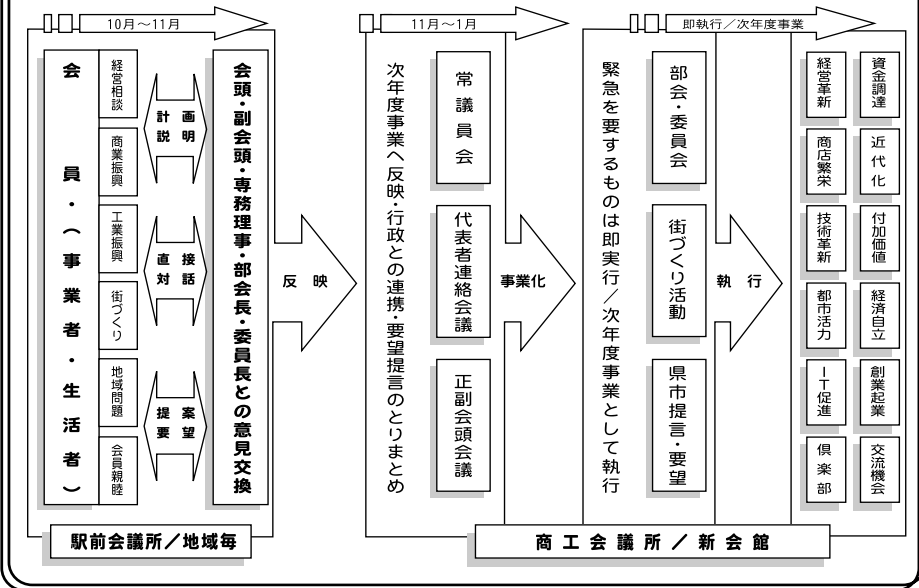 10月～11月
会員・（事業者・生活者）
経営相談
商業振興
工業振興
街づくり
地域問題
会員親睦
計画
説明
直接
対話
提案
要望
会頭・副会頭・専務理事・部会長・委員長との意見交換
駅前会議所／地域毎
反映
11月～1月
次年度事業へ反映・行政との連携・要望提言のとりまとめ
常議員会
代表者連絡会議
正副会頭会議
事業化
即執行／次年度事業
緊急を要するものは即実行／次年度事業として執行
部会・委員会
街づくり活動
県市提言・要望
執行
経営革新
資金調達
商店繁栄
近代化
技術革新
付加価値
都市活力
経済自立
IT促進
創業起業
倶楽部
交流機会
商工会議所／新会館